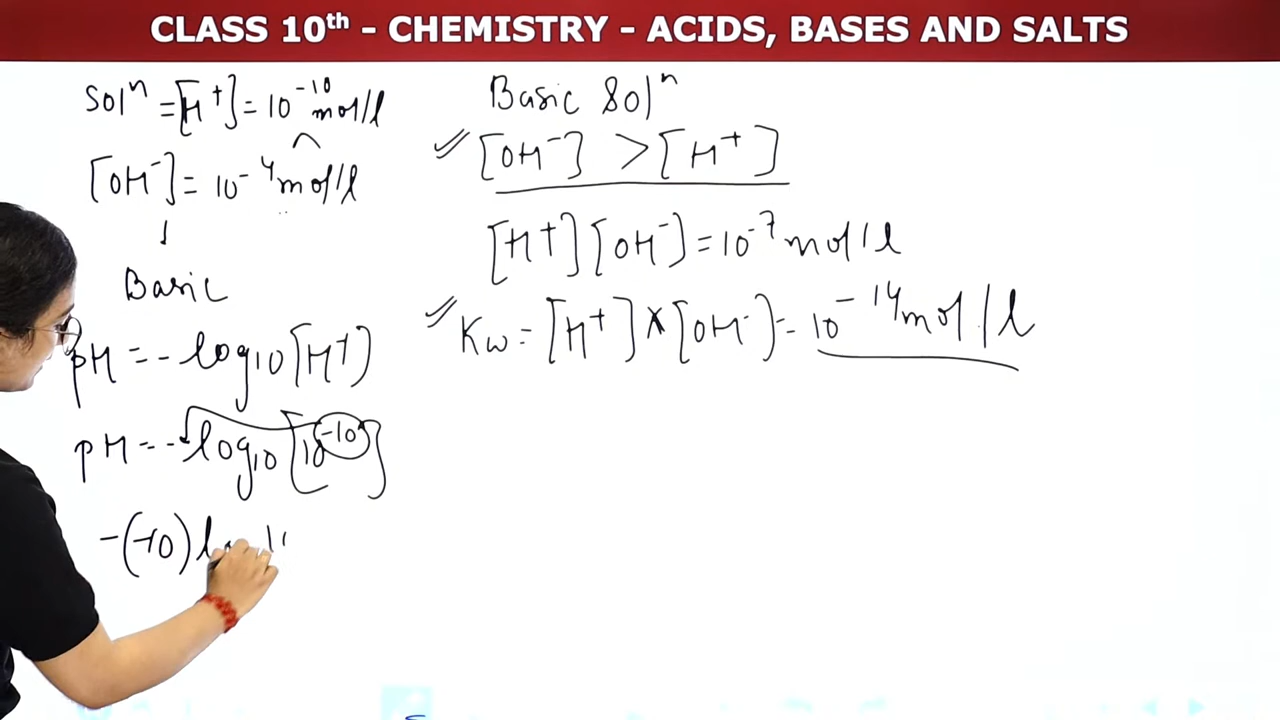 CLASS 10th - CHEMISTRY - ACIDS, BASES AND SALTS
Solⁿ = [H⁺] = 10⁻¹⁰ mol/l
[OH⁻] = 10⁻⁴ mol/l
↓
Basic
pH = -log₁₀[H⁺]
pH = -log₁₀[10⁻¹⁰]
-(-10) log 10
Basic Solⁿ
[OH⁻] > [H⁺]
[H⁺][OH⁻] = 10⁻⁷ mol/l
Kw = [H⁺] × [OH⁻] = 10⁻¹⁴ mol/l